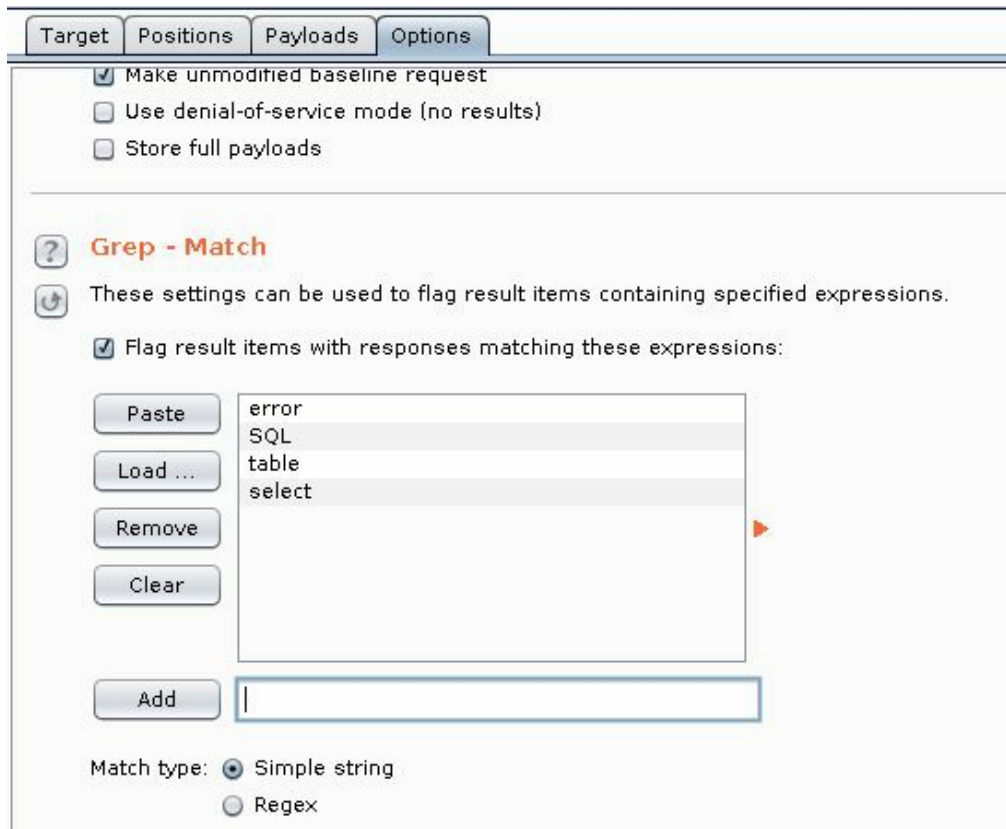 Target Positions Payloads Options
Make unmodified baseline request
Use denial-of-service mode (no results)
Store full payloads
? Grep - Match
These settings can be used to flag result items containing specified expressions.
Flag result items with responses matching these expressions:
Paste
Load ...
Remove
Clear
error
SQL
table
select
Add
Match type: Simple string
Regex